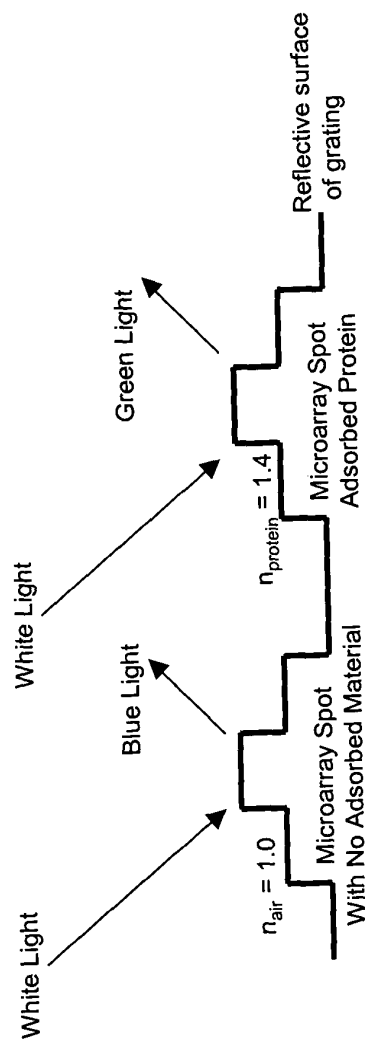 White Light
White Light
Blue Light
Green Light
n_air = 1.0
n_protein = 1.4
Microarray Spot
With No Adsorbed Material
Microarray Spot
Adsorbed Protein
Reflective surface
of grating